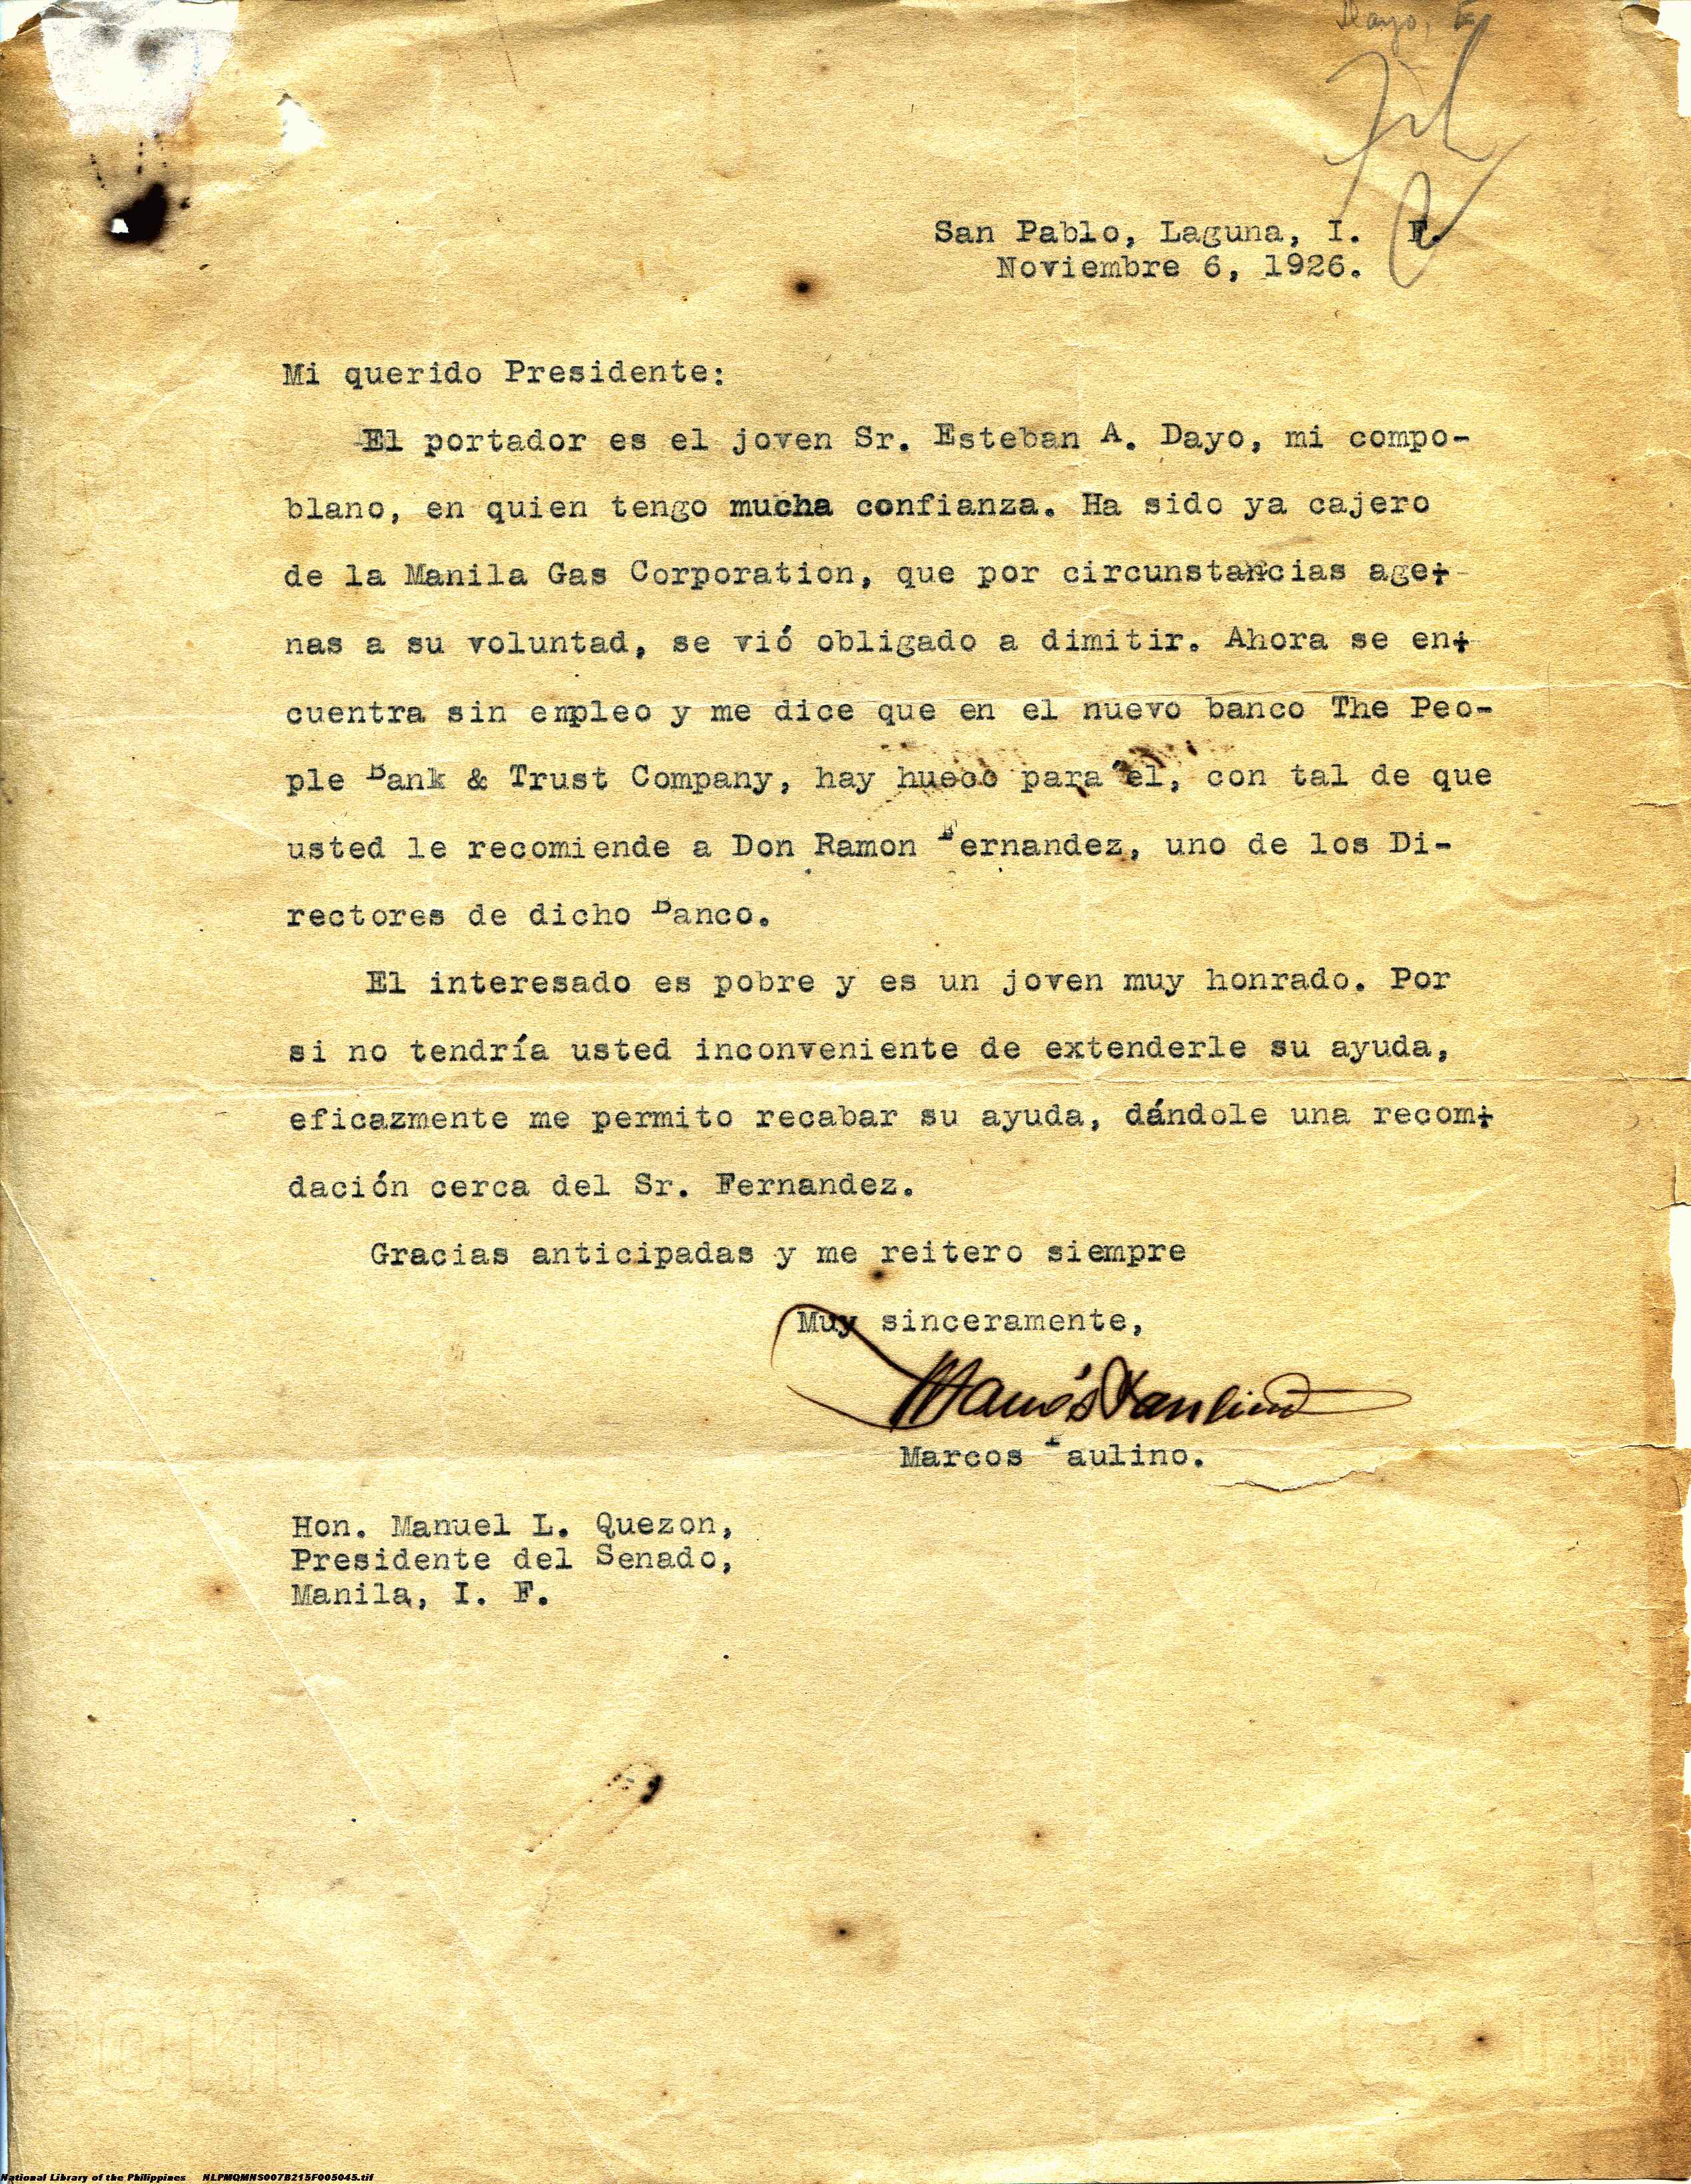 Dayo, E
San Pablo, Laguna, I. F.
Noviembre 6, 1926.
Mi querido Presidente:
El portador es el joven Sr. Esteban A. Dayo, mi compo-
blano, en quien tengo mucha confianza. Ha sido ya cajero
de la Manila Gas Corporation, que por circunstancias age-
nas a su voluntad, se vió obligado a dimitir. Ahora se en-
cuentra sin empleo y me dice que en el nuevo banco The Peo-
ple Bank & Trust Company, hay hueco para él, con tal de que
usted le recomiende a Don Ramon Fernandez, uno de los Di-
rectores de dicho Banco.
El interesado es pobre y es un joven muy honrado. Por
si no tendría usted inconveniente de extenderle su ayuda,
eficazmente me permito recabar su ayuda, dándole una recom-
dación cerca del Sr. Fernandez.
Gracias anticipadas y me reitero siempre
Muy sinceramente,
Marcos Paulino
Marcos Paulino.
Hon. Manuel L. Quezon,
Presidente del Senado,
Manila, I. F.
National Library of the Philippines NLPMQMNS007B215F005045.tif